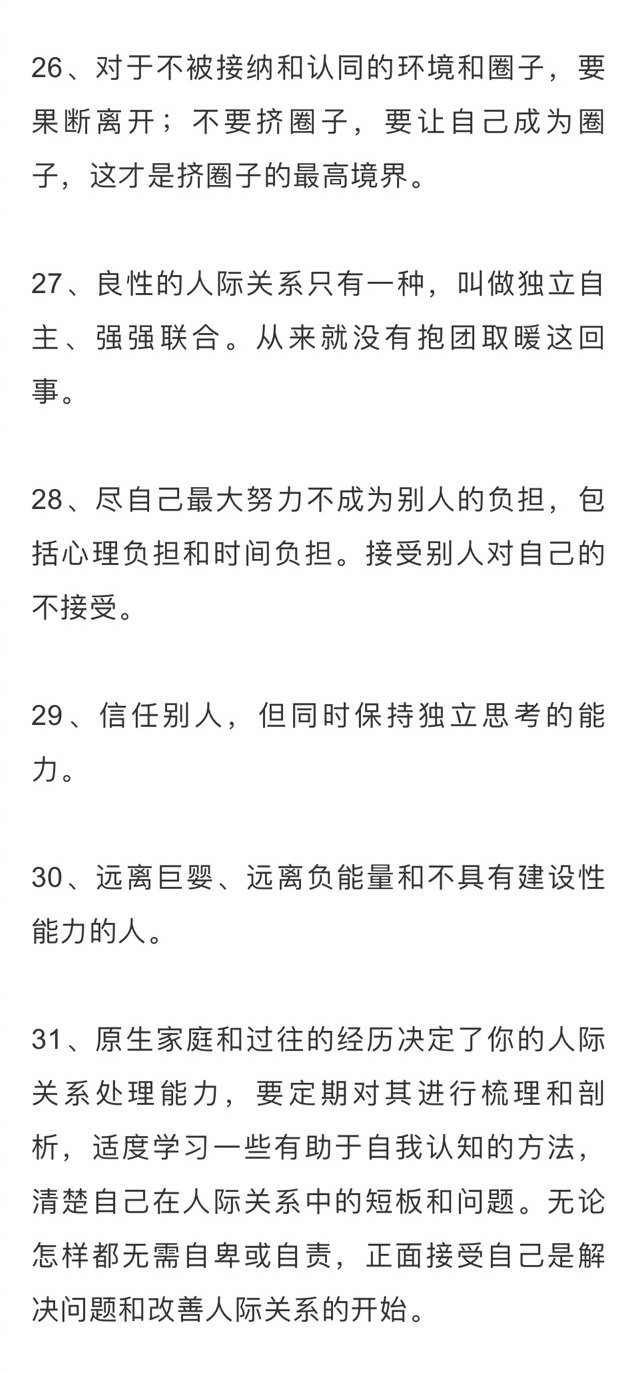 26、对于不被接纳和认同的环境和圈子，要
果断离开；不要挤圈子，要让自己成为圈
子，这才是挤圈子的最高境界。
27、良性的人际关系只有一种，叫做独立自
主、强强联合。从来就没有抱团取暖这回
事。
28、尽自己最大努力不成为别人的负担，包
括心理负担和时间负担。接受别人对自己的
不接受。
29、信任别人，但同时保持独立思考的能
力。
30、远离巨婴、远离负能量和不具有建设性
能力的人。
31、原生家庭和过往的经历决定了你的人际
关系处理能力，要定期对其进行梳理和剖
析，适度学习一些有助于自我认知的方法，
清楚自己在人际关系中的短板和问题。无论
怎样都无需自卑或自责，正面接受自己是解
决问题和改善人际关系的开始。